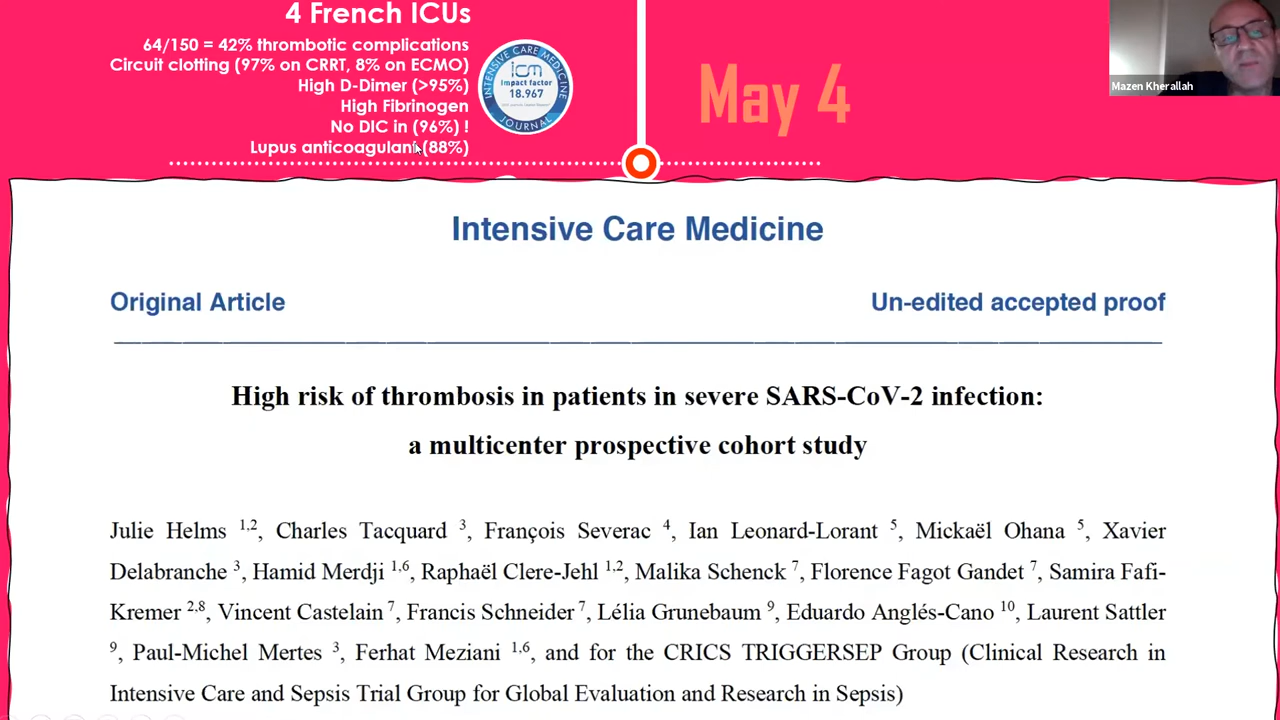 4 French ICUs
64/150 = 42% thrombotic complications
Circuit clotting (97% on CRRT, 8% on ECMO)
High D-Dimer (>95%)
High Fibrinogen
No DIC in (96%) !
Lupus anticoagulant (88%)
INTENSIVE CARE MEDICINE
icm
Impact factor
18.967
JOURNAL
May 4
Mazen Kherallah
Intensive Care Medicine
Original Article Un-edited accepted proof
High risk of thrombosis in patients in severe SARS-CoV-2 infection:
a multicenter prospective cohort study
Julie Helms 1,2, Charles Tacquard 3, François Severac 4, Ian Leonard-Lorant 5, Mickaël Ohana 5, Xavier
Delabranche 3, Hamid Merdji 1,6, Raphaël Clere-Jehl 1,2, Malika Schenck 7, Florence Fagot Gandet 7, Samira Fafi-
Kremer 2,8, Vincent Castelain 7, Francis Schneider 7, Lélia Grunebaum 9, Eduardo Anglés-Cano 10, Laurent Sattler
9, Paul-Michel Mertes 3, Ferhat Meziani 1,6, and for the CRICS TRIGGERSEP Group (Clinical Research in
Intensive Care and Sepsis Trial Group for Global Evaluation and Research in Sepsis)